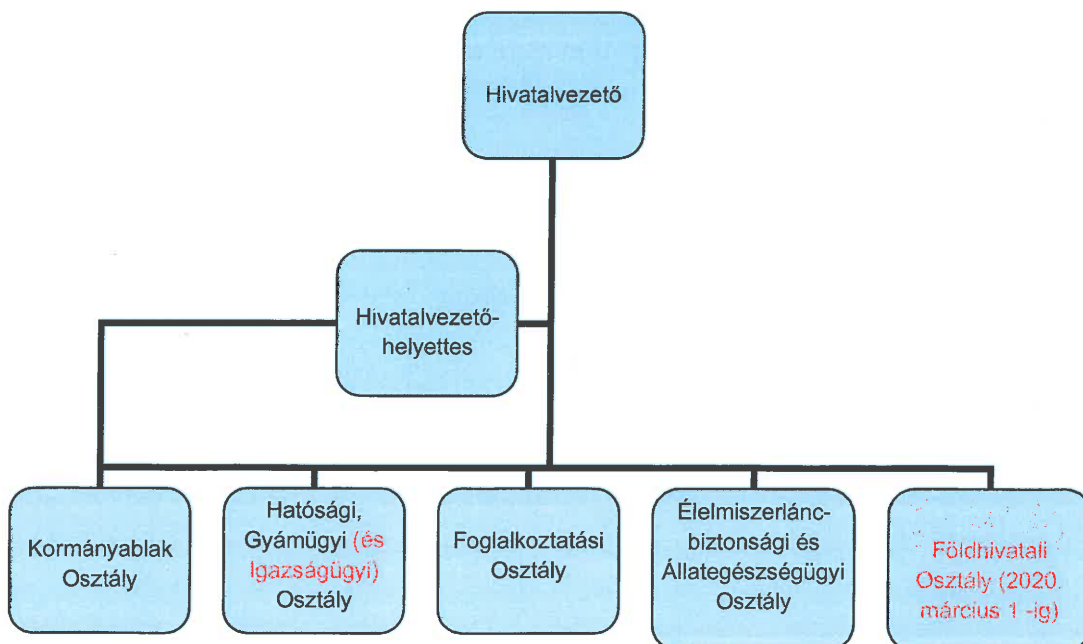 Hivatalvezető
Hivatalvezető-
helyettes
Kormányablak
Osztály
Hatósági,
Gyámügyi (és
Igazságügyi)
Osztály
Foglalkoztatási
Osztály
Élelmiszerlánc-
biztonsági és
Állategészségügyi
Osztály
Földhivatali
Osztály (2020.
március 1 -ig)